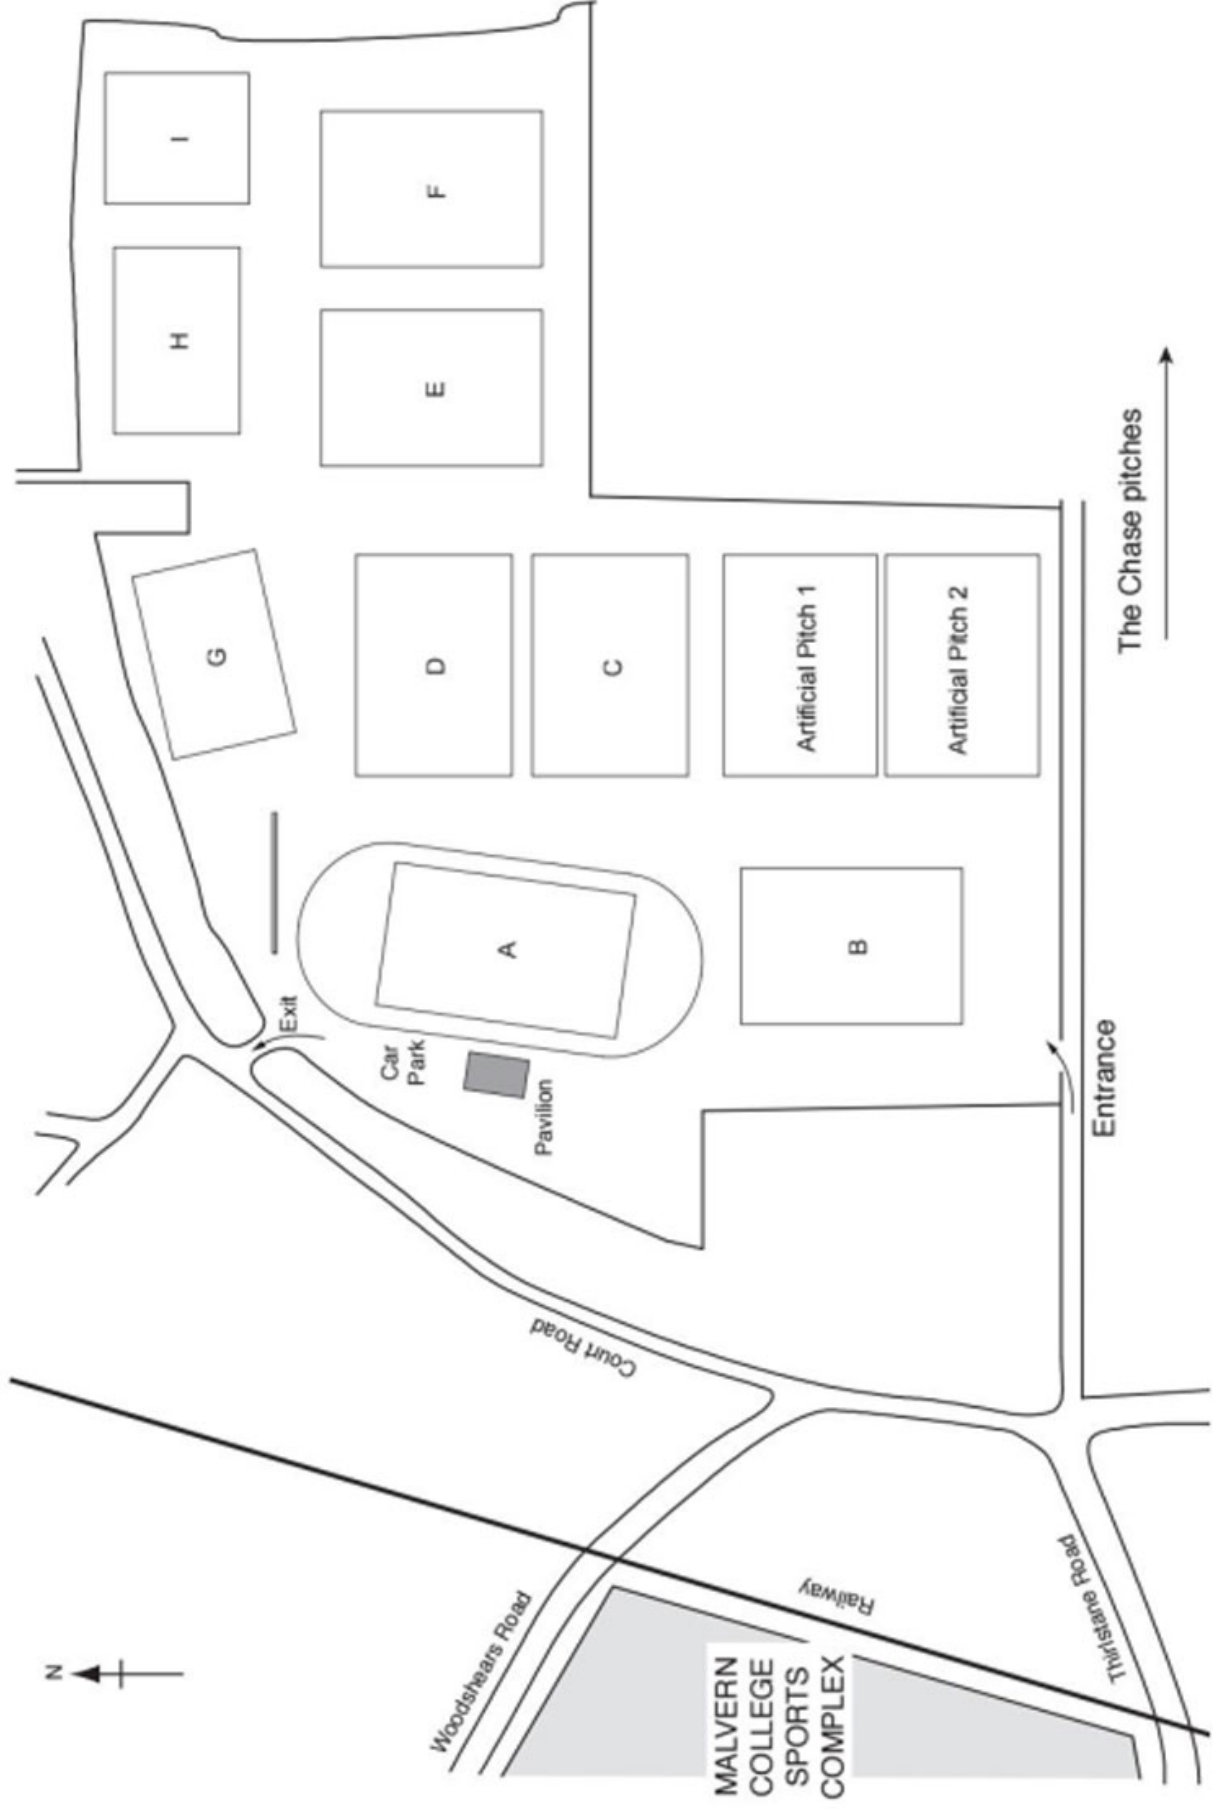 N
G
H
I
Exit
Car
Park
D
E
F
Woodshears Road
A
Pavilion
Court Road
C
MALVERN
COLLEGE
SPORTS
COMPLEX
Railway
B
Artificial Pitch 1
Artificial Pitch 2
Thirlstane Road
Entrance
The Chase pitches